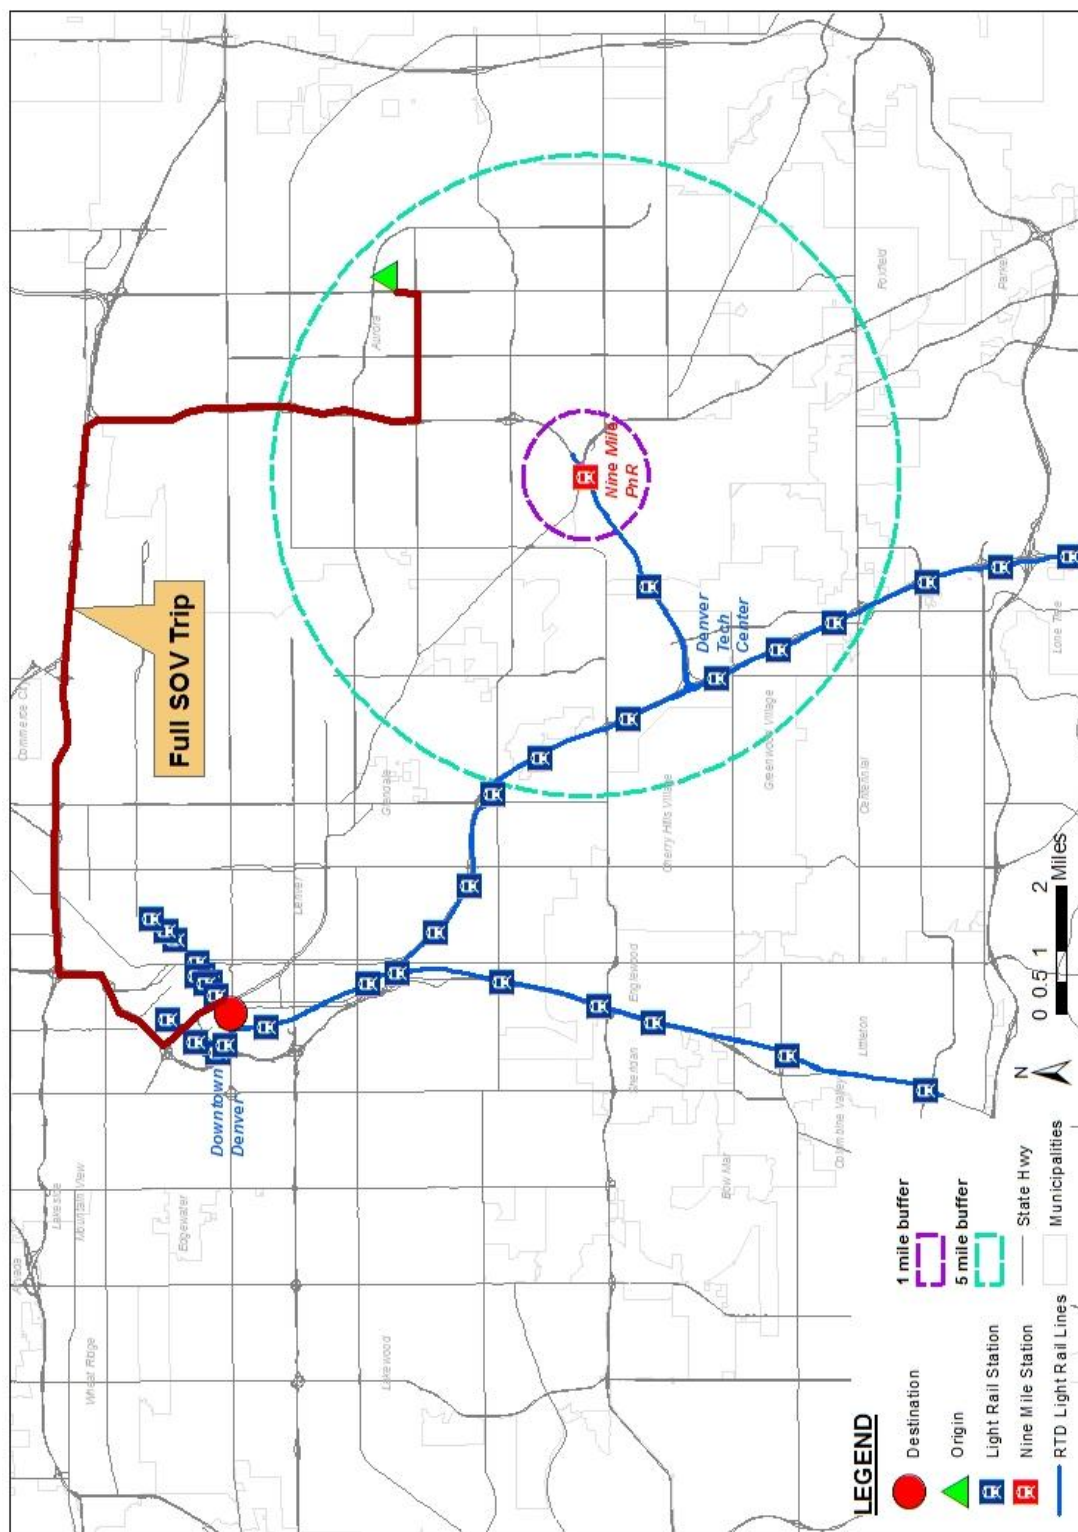 Commerce City
Lakeside
Mountain View
Wheat Ridge
Full SOV Trip
Edgewater
Downtown
Denver
Denver
Aurora
Lakewood
Glendale
Nine Mile
PnR
Sheridan
Englewood
Cherry Hills Village
Denver
Tech
Center
Bow Mar
Greenwood Village
Columbine Valley
Littleton
Centennial
Foxfield
Parker
Lone Tree
LEGEND
Destination
Origin
Light Rail Station
Nine Mile Station
RTD Light Rail Lines
1 mile buffer
5 mile buffer
State Hwy
Municipalities
N
0 0.5 1 2
Miles